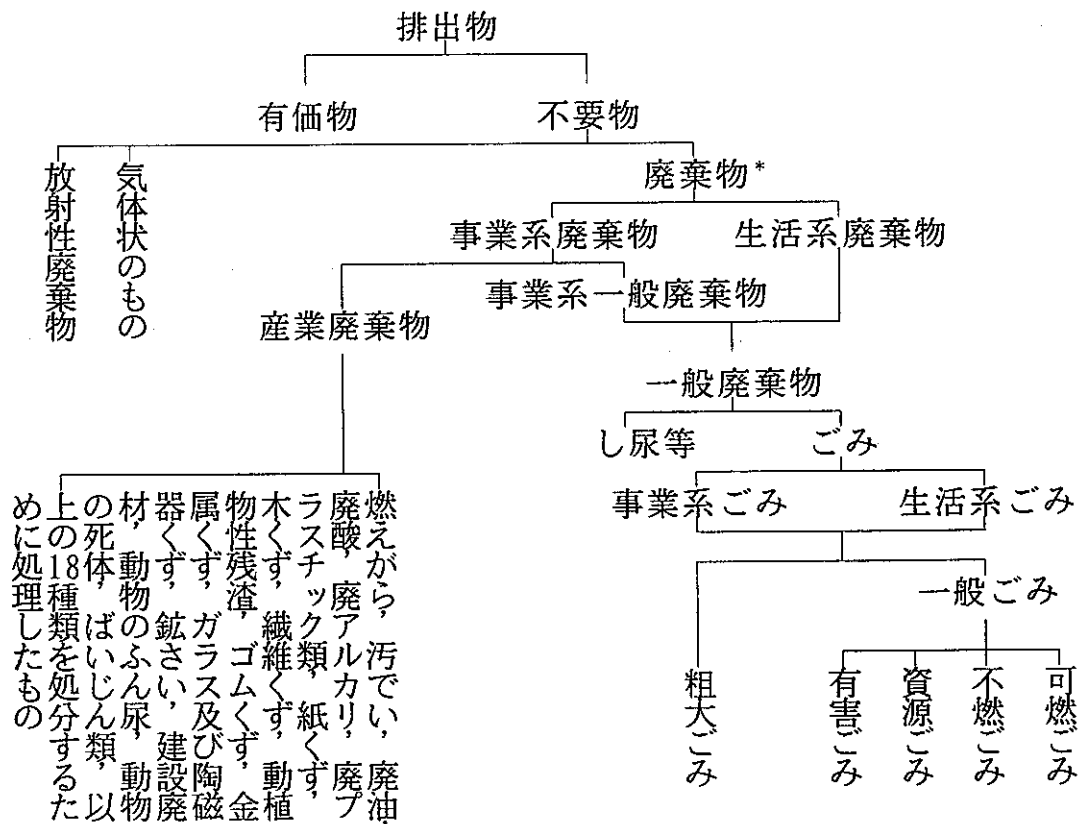 排出物
有価物
不要物
放射性廃棄物
気体状のもの
廃棄物*
事業系廃棄物
生活系廃棄物
事業系一般廃棄物
産業廃棄物
一般廃棄物
し尿等
ごみ
事業系ごみ
生活系ごみ
一般ごみ
燃えがら，汚でい，廃油，
廃酸，廃アルカリ，廃プ
ラスチック類，紙くず，
木くず，繊維くず，動植
物性残渣，ゴムくず，金
属くず，ガラス及び陶磁
器くず，鉱さい，建設廃
材，動物のふん尿，動物
の死体，ばいじん類，以
上の18種類を処分するた
めに処理したもの
粗大ごみ
有害ごみ
資源ごみ
不燃ごみ
可燃ごみ